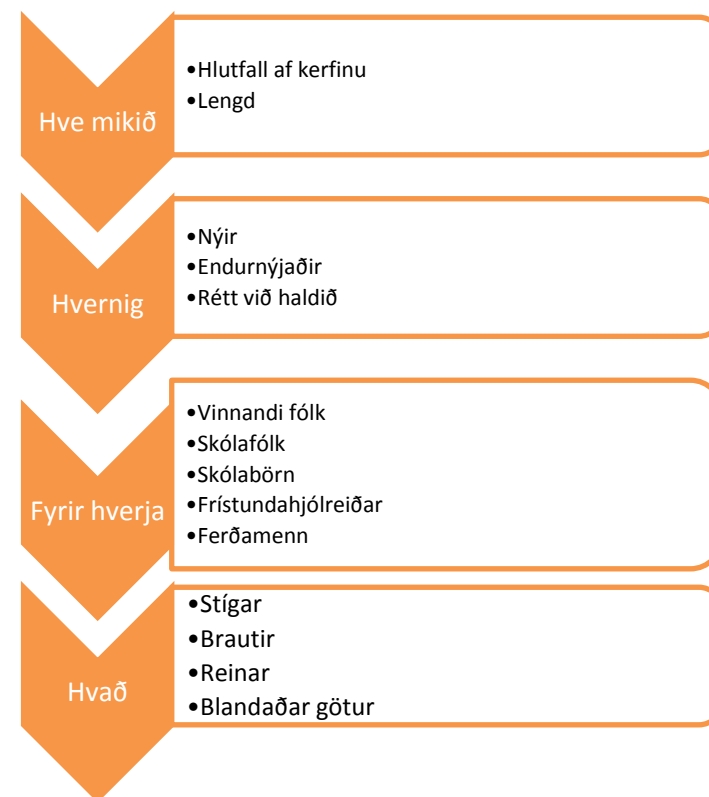 Hve mikið
•Hlutfall af kerfinu
•Lengd
Hvernig
•Nýir
•Endurnýjaðir
•Rétt við haldið
Fyrir hverja
•Vinnandi fólk
•Skólafólk
•Skólabörn
•Frístundahjólreiðar
•Ferðamenn
Hvað
•Stígar
•Brautir
•Reinar
•Blandaðar götur